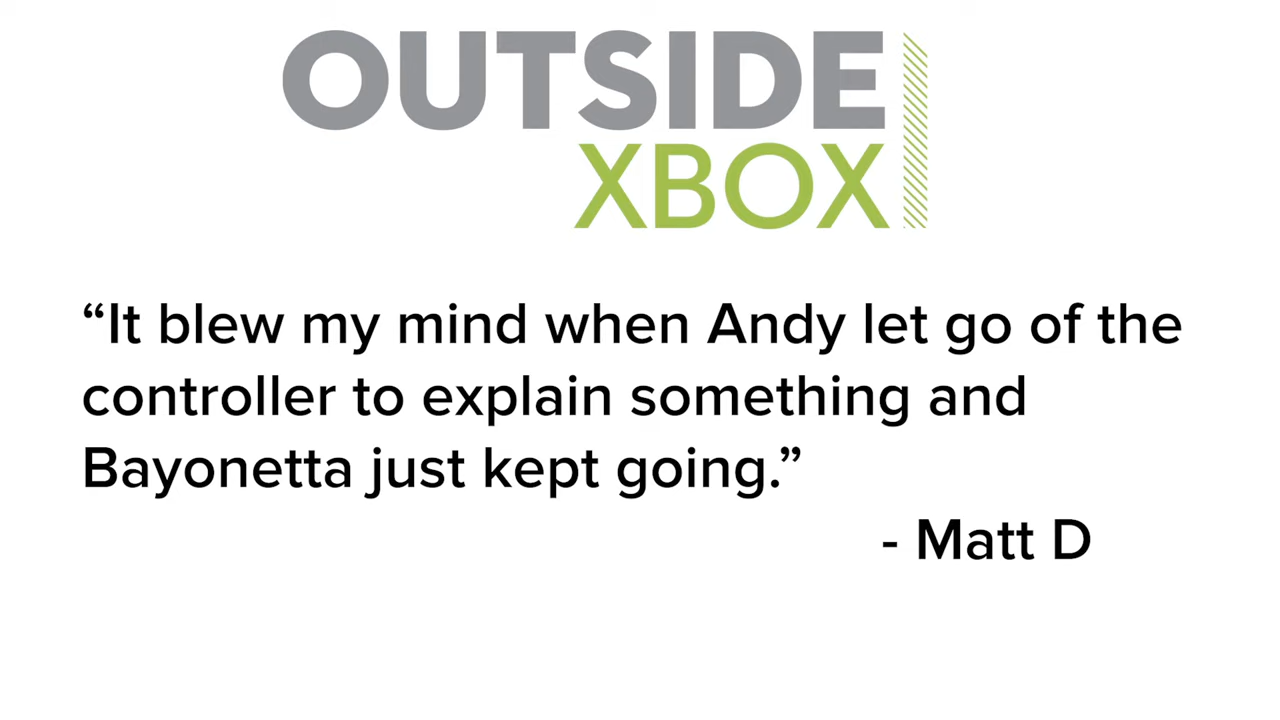 OUTSIDE
XBOX
“It blew my mind when Andy let go of the
controller to explain something and
Bayonetta just kept going.”
- Matt D